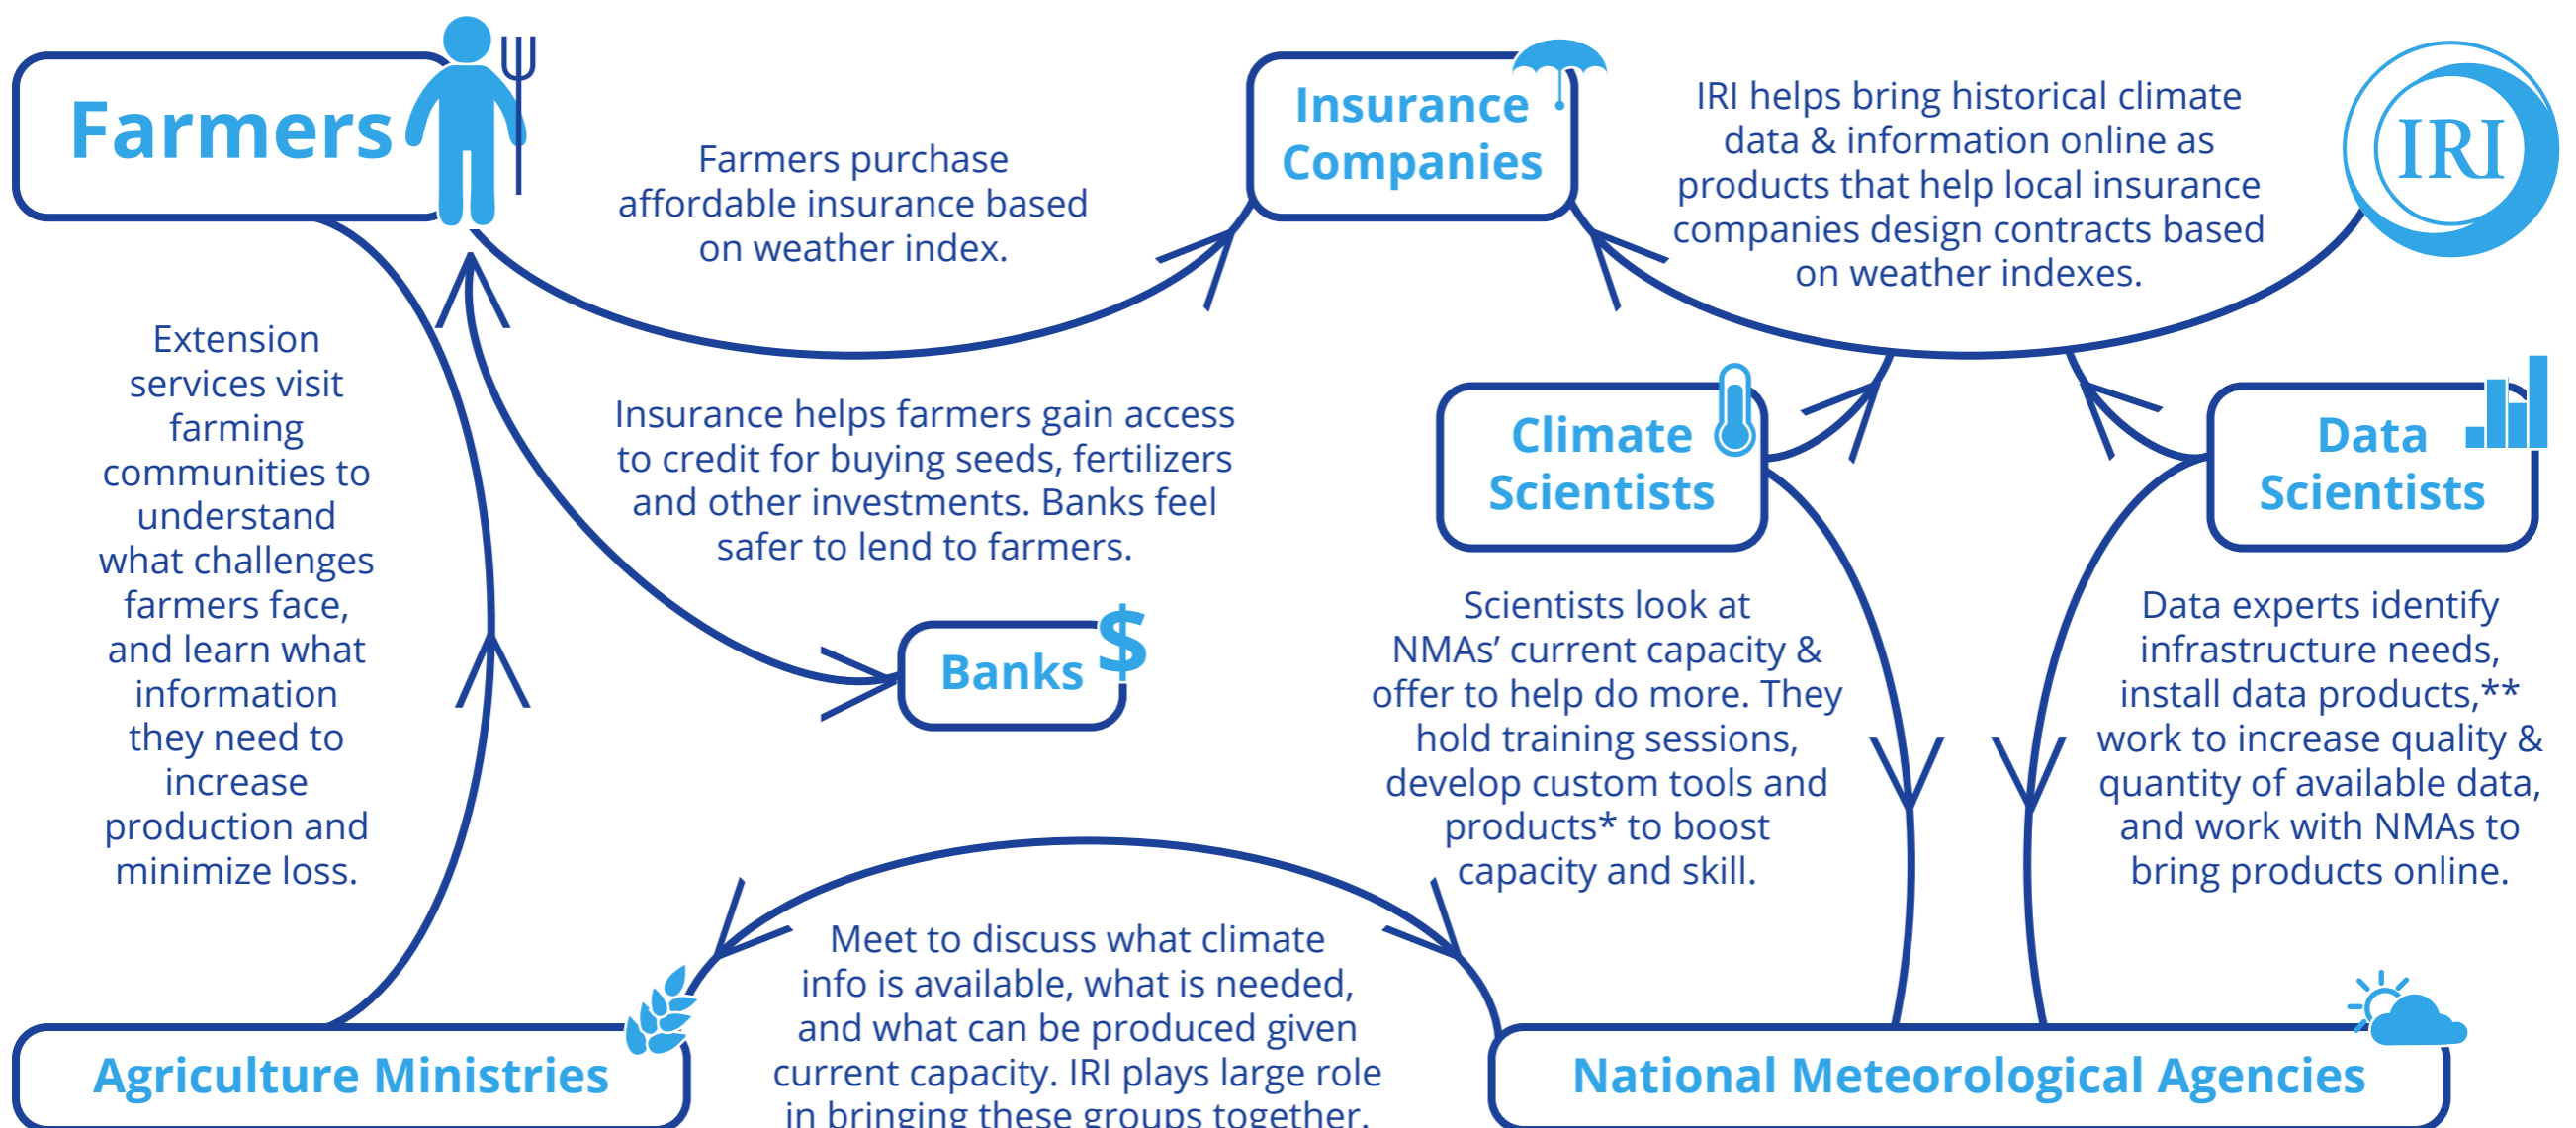 Farmers
Farmers purchase
affordable insurance based
on weather index.
Insurance
Companies
IRI helps bring historical climate
data & information online as
products that help local insurance
companies design contracts based
on weather indexes.
IRI
Extension
services visit
farming
communities to
understand
what challenges
farmers face,
and learn what
information
they need to
increase
production and
minimize loss.
Insurance helps farmers gain access
to credit for buying seeds, fertilizers
and other investments. Banks feel
safer to lend to farmers.
Banks $
Climate
Scientists
Data
Scientists
Scientists look at
NMAs’ current capacity &
offer to help do more. They
hold training sessions,
develop custom tools and
products* to boost
capacity and skill.
Data experts identify
infrastructure needs,
install data products,**
work to increase quality &
quantity of available data,
and work with NMAs to
bring products online.
Meet to discuss what climate
info is available, what is needed,
and what can be produced given
current capacity. IRI plays large role
in bringing these groups together.
Agriculture Ministries
National Meteorological Agencies